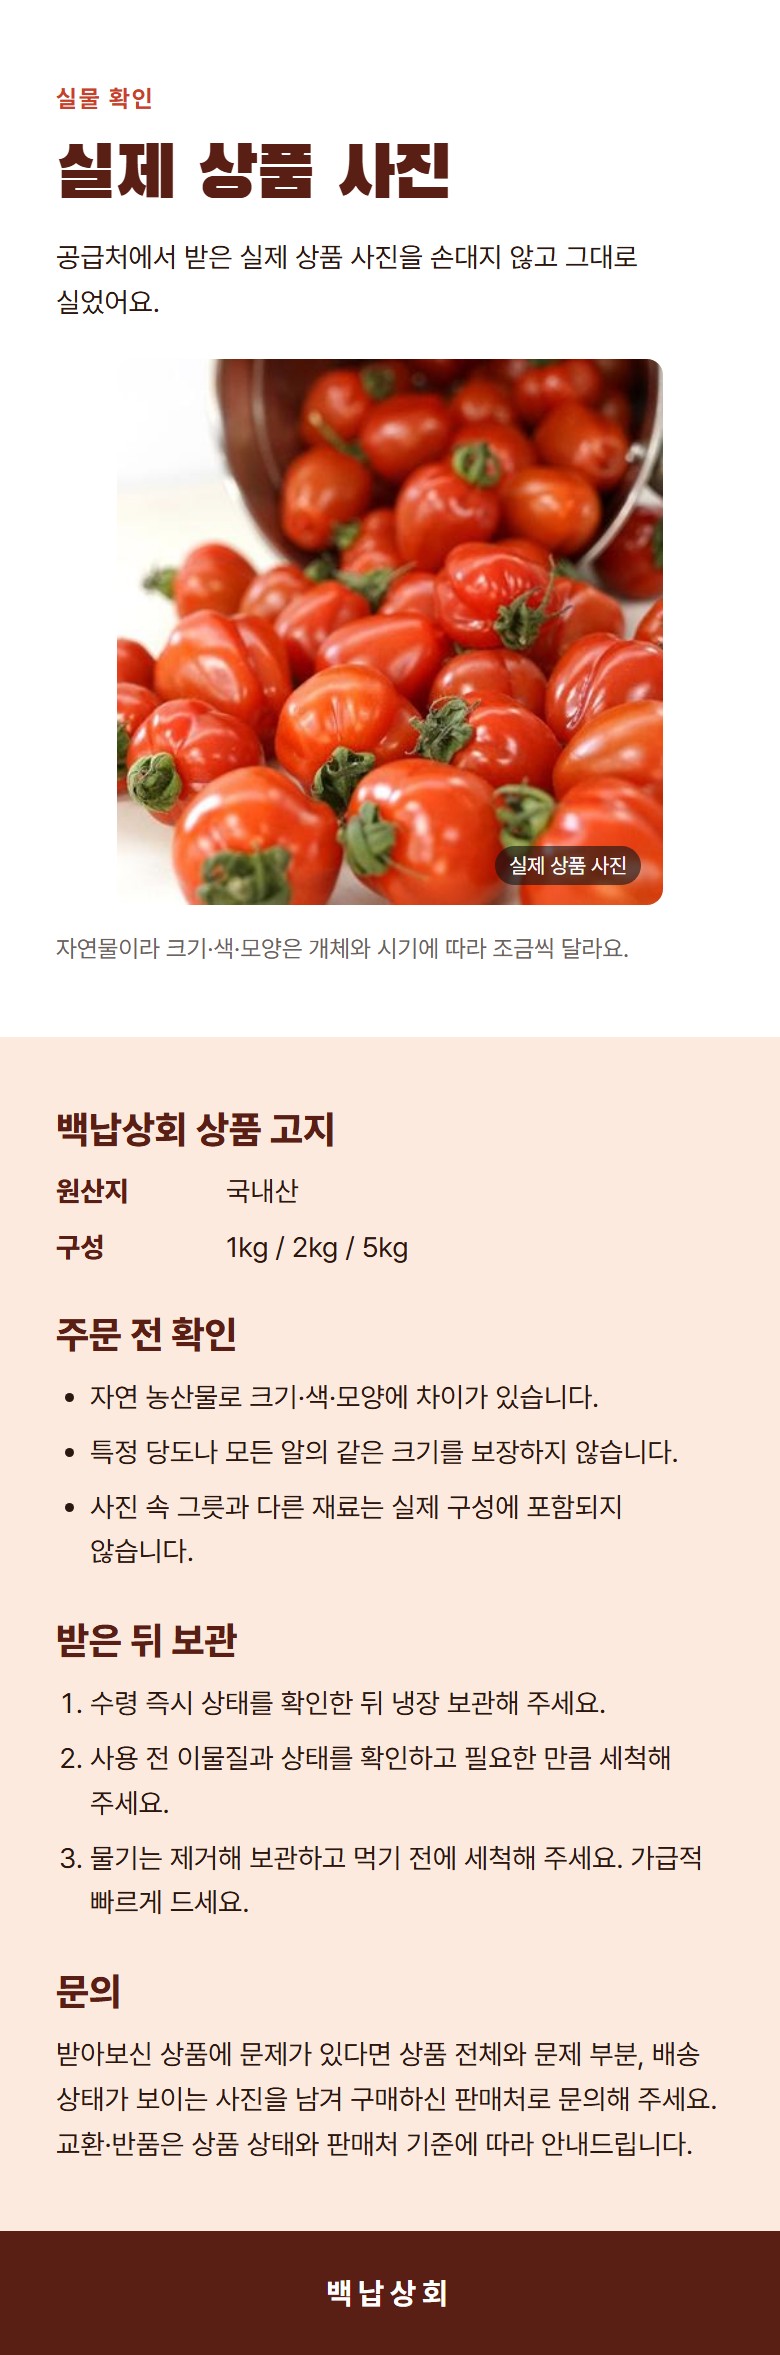 실물 확인
실제 상품 사진
공급처에서 받은 실제 상품 사진을 손대지 않고 그대로
실었어요.
실제 상품 사진
자연물이라 크기·색·모양은 개체와 시기에 따라 조금씩 달라요.
백납상회 상품 고지
원산지 국내산
구성 1kg / 2kg / 5kg
주문 전 확인
• 자연 농산물로 크기·색·모양에 차이가 있습니다.
• 특정 당도나 모든 알의 같은 크기를 보장하지 않습니다.
• 사진 속 그릇과 다른 재료는 실제 구성에 포함되지
않습니다.
받은 뒤 보관
1. 수령 즉시 상태를 확인한 뒤 냉장 보관해 주세요.
2. 사용 전 이물질과 상태를 확인하고 필요한 만큼 세척해
주세요.
3. 물기는 제거해 보관하고 먹기 전에 세척해 주세요. 가급적
빠르게 드세요.
문의
받아보신 상품에 문제가 있다면 상품 전체와 문제 부분, 배송
상태가 보이는 사진을 남겨 구매하신 판매처로 문의해 주세요.
교환·반품은 상품 상태와 판매처 기준에 따라 안내드립니다.
백납상회